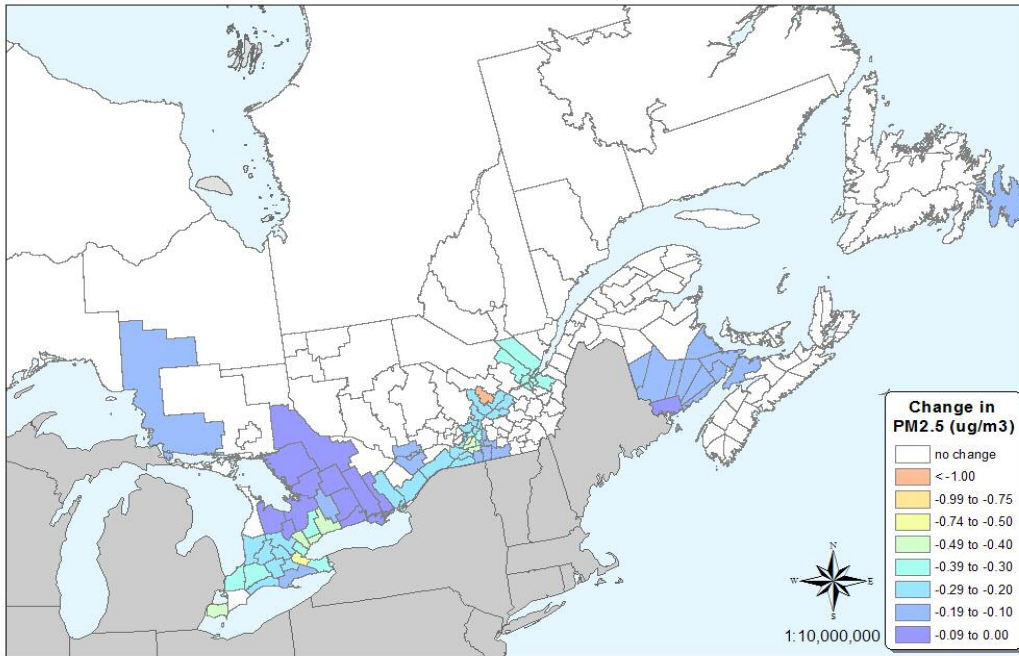 Change in
PM2.5 (ug/m3)
no change
< -1.00
-0.99 to -0.75
-0.74 to -0.50
-0.49 to -0.40
-0.39 to -0.30
-0.29 to -0.20
-0.19 to -0.10
-0.09 to 0.00
N
W E
S
1:10,000,000